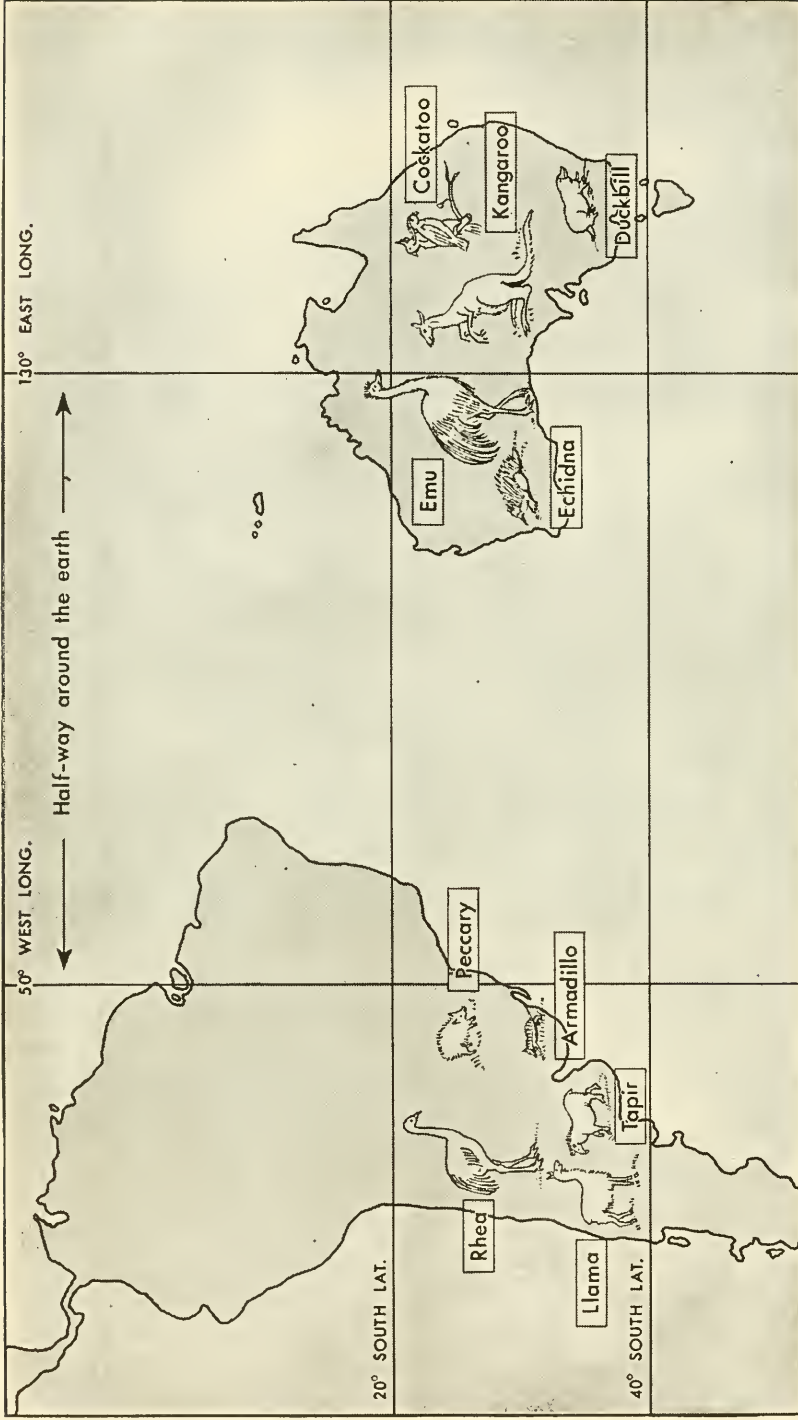 50° WEST LONG.
130° EAST LONG.
Half-way around the earth
20° SOUTH LAT.
40° SOUTH LAT.
Rhea
Llama
Peccary
Armadillo
Tapir
Emu
Echidna
Cockatoo
Kangaroo
Duckbill